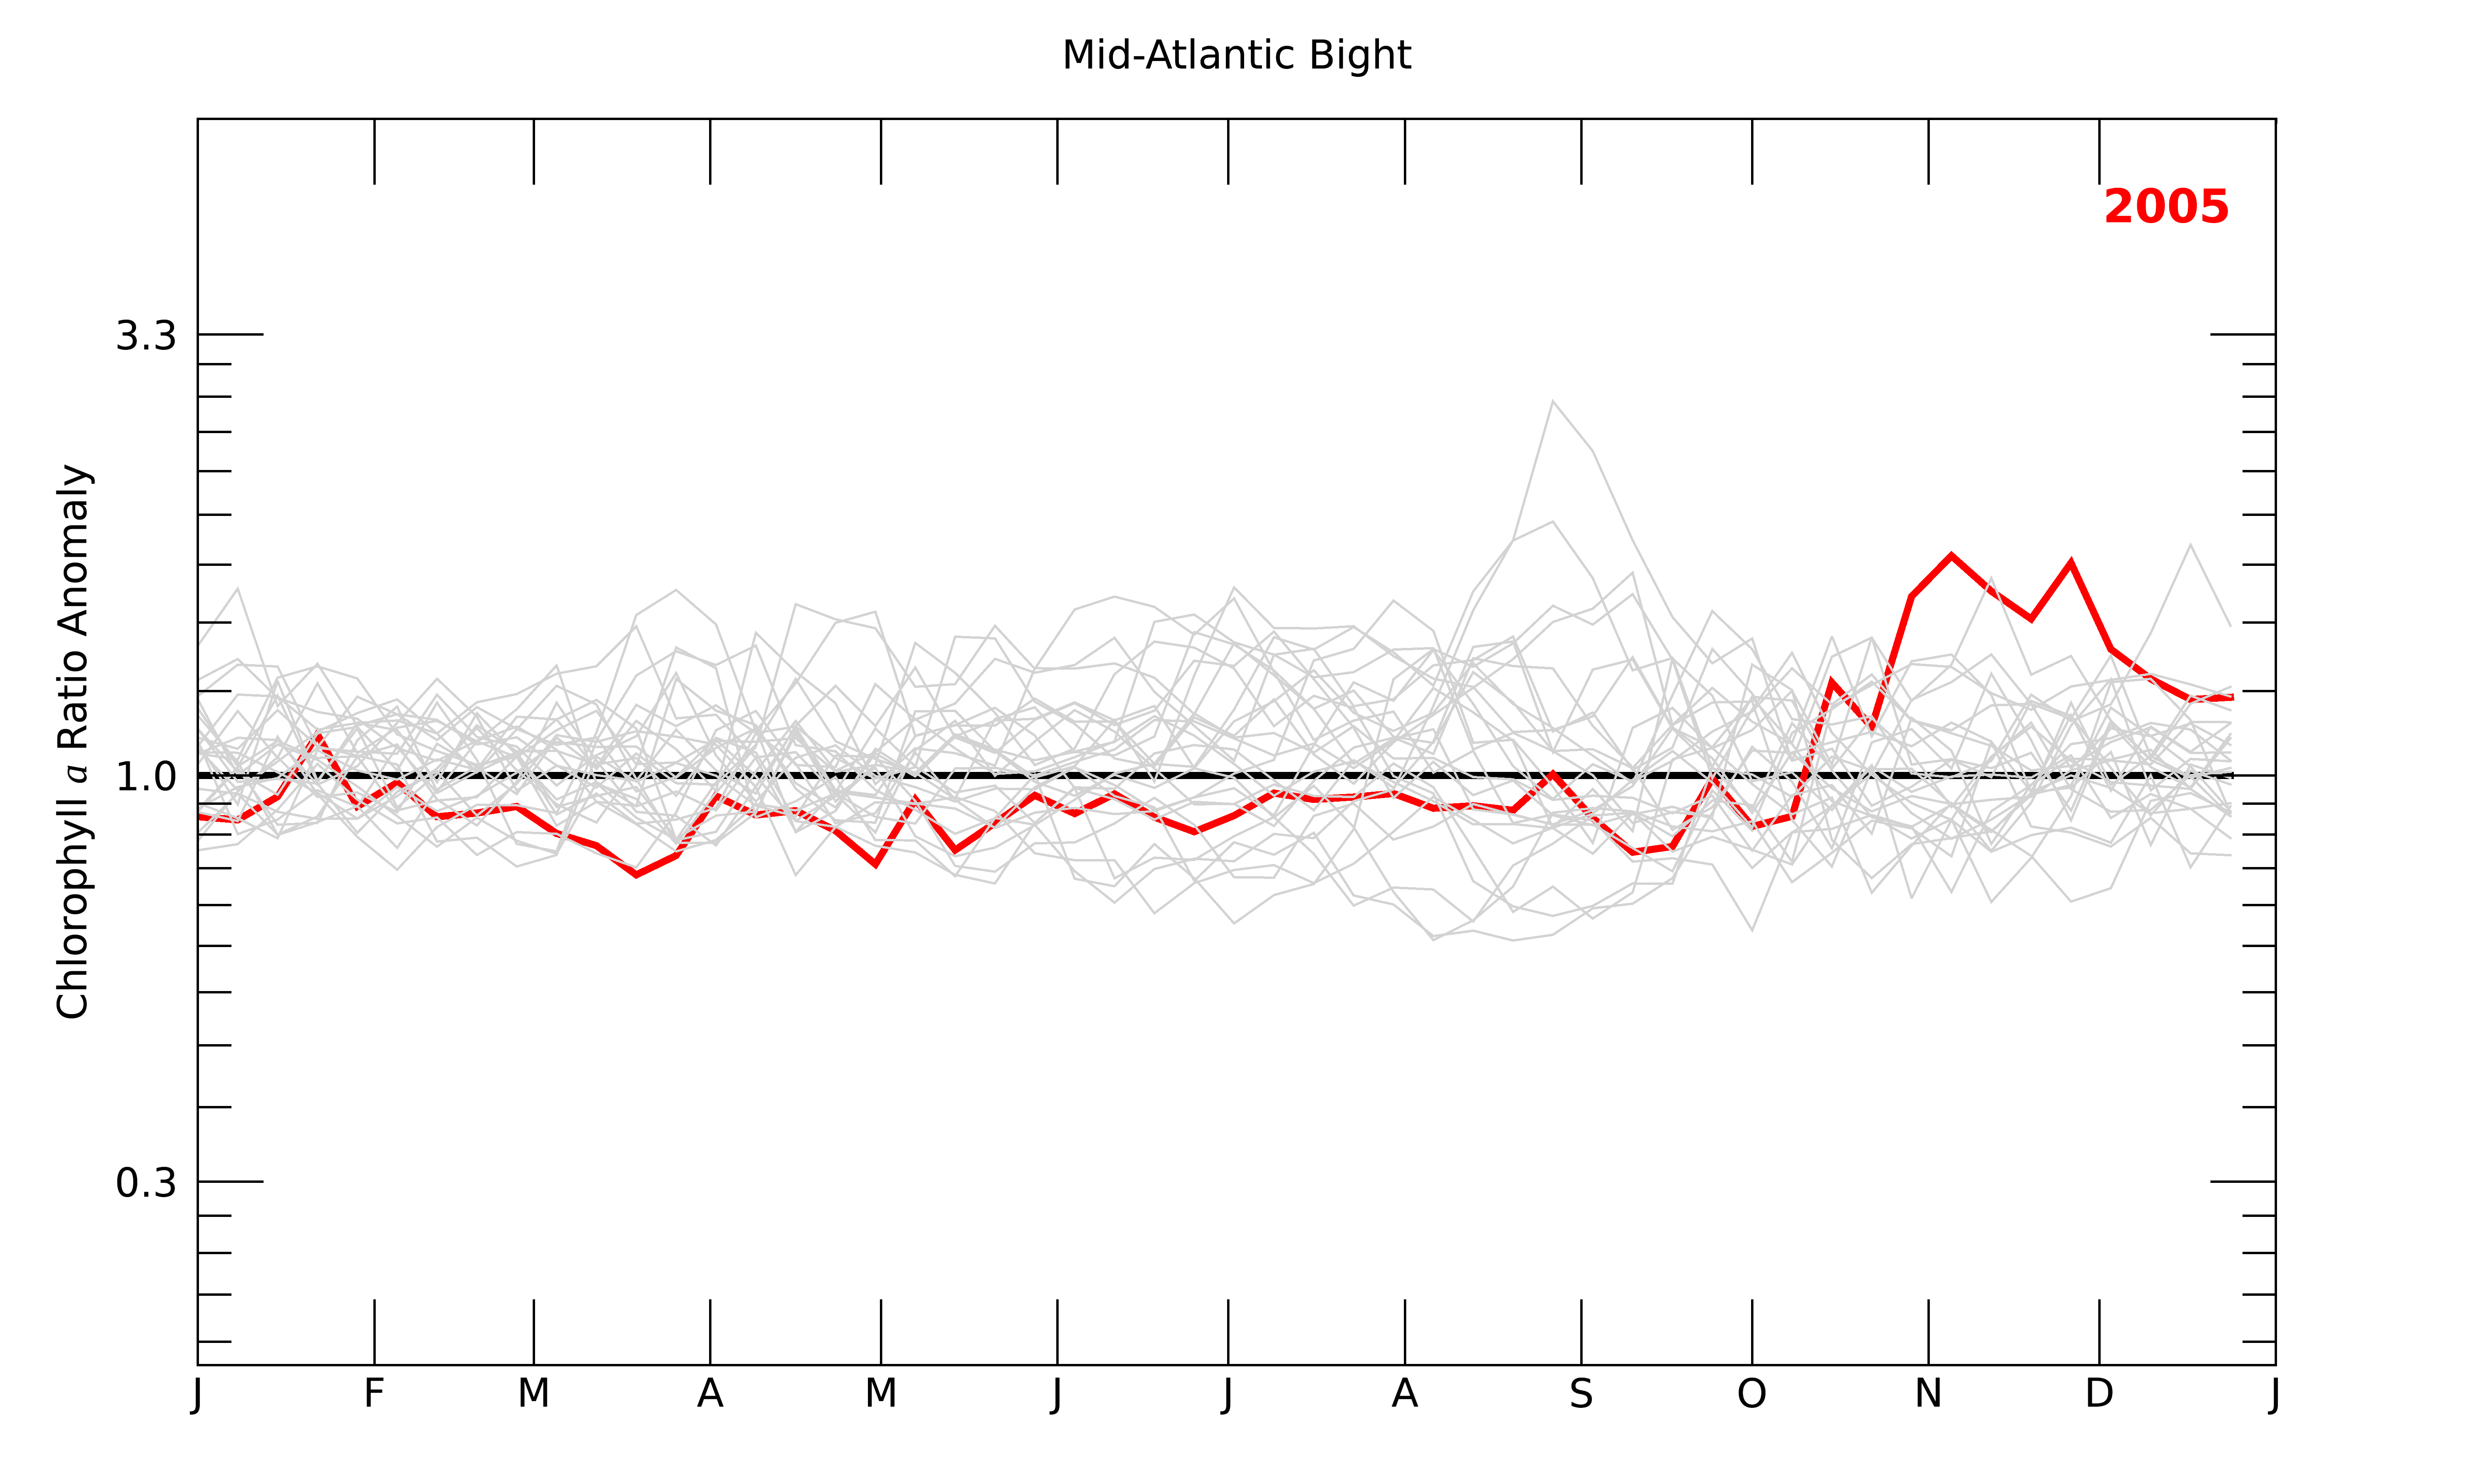 Mid-Atlantic Bight
2005
Chlorophyll a Ratio Anomaly
3.3
1.0
0.3
J F M A M J J A S O N D J